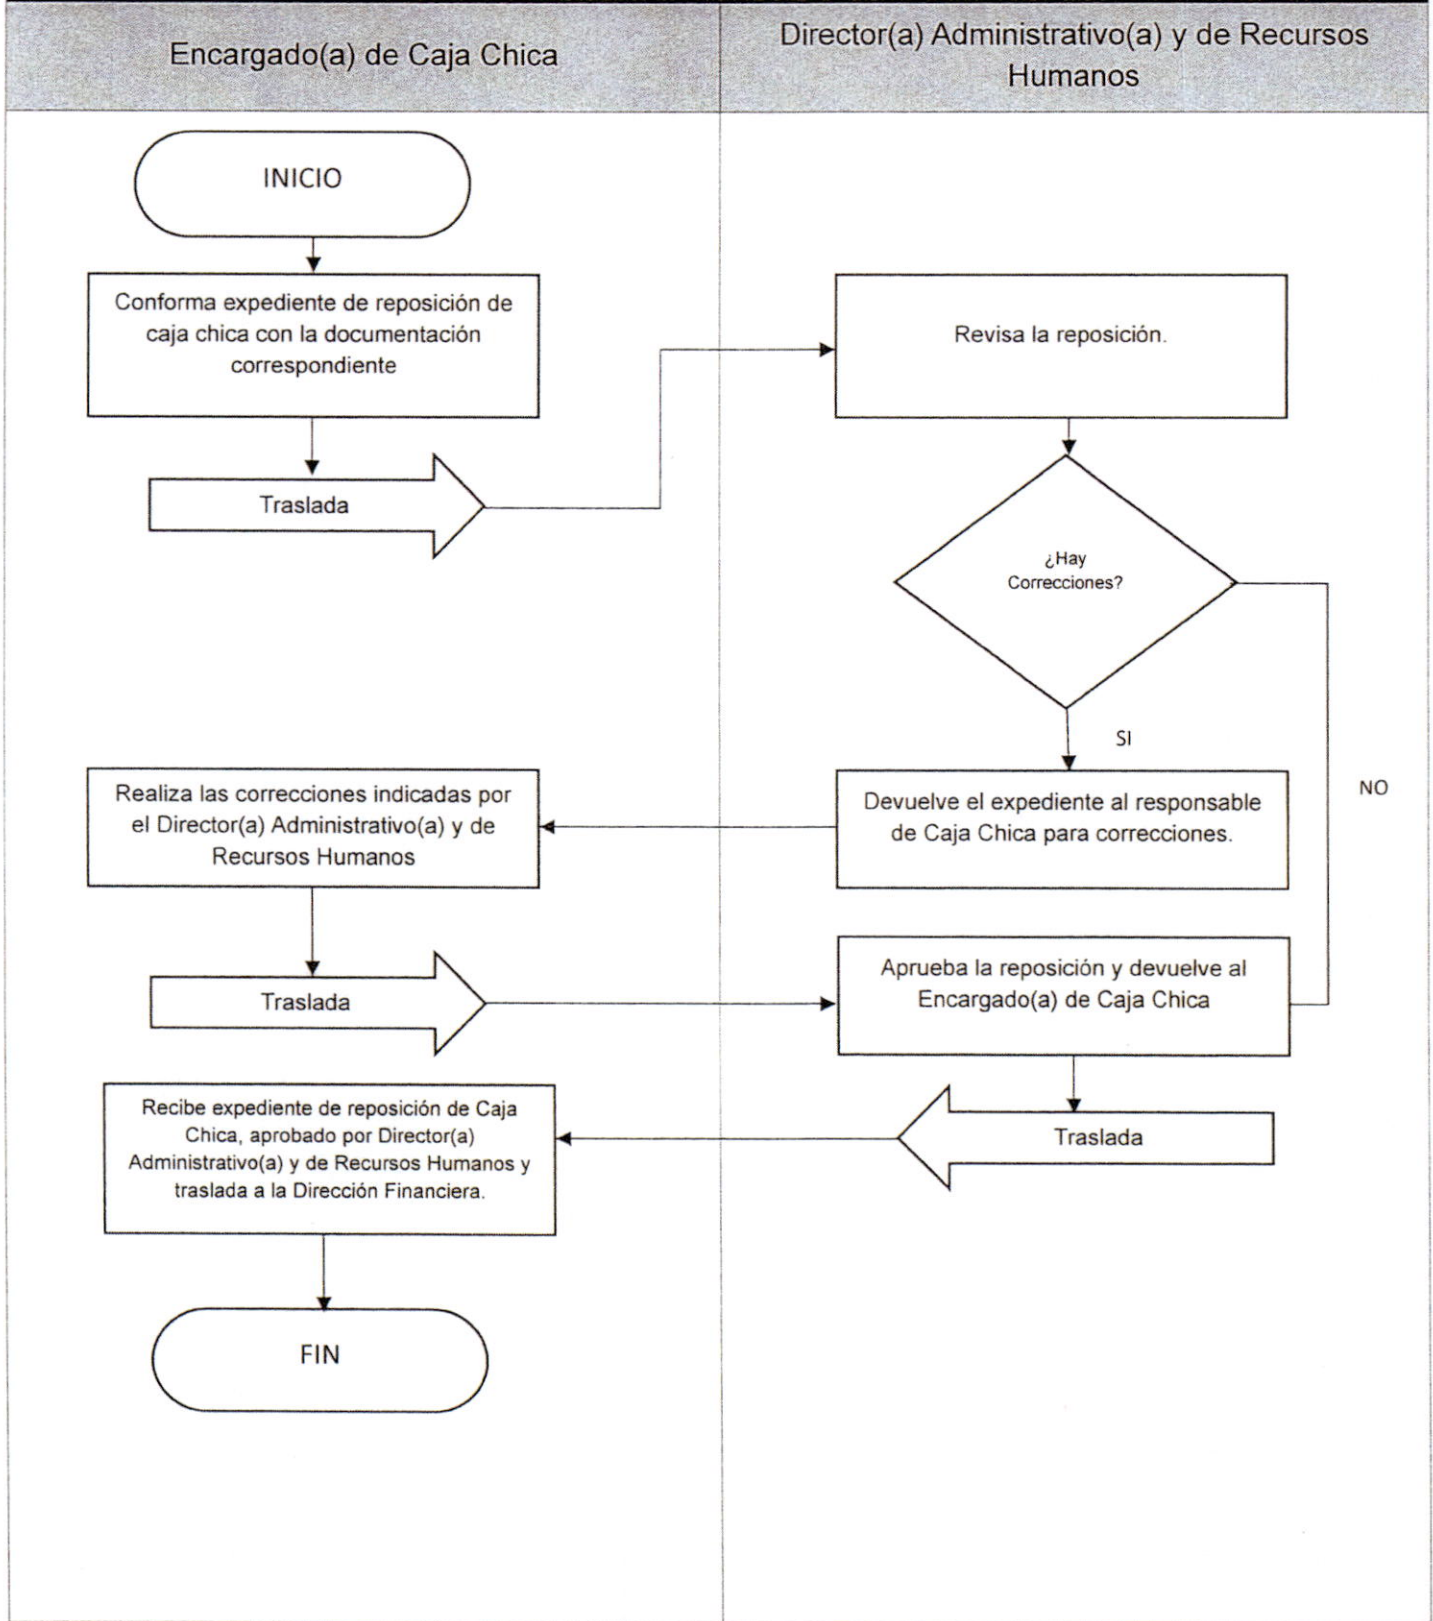 Encargado(a) de Caja Chica
Director(a) Administrativo(a) y de Recursos
Humanos
INICIO
Conforma expediente de reposición de
caja chica con la documentación
correspondiente
Revisa la reposición.
Traslada
¿Hay
Correcciones?
SI
NO
Devuelve el expediente al responsable
de Caja Chica para correcciones.
Realiza las correcciones indicadas por
el Director(a) Administrativo(a) y de
Recursos Humanos
Traslada
Aprueba la reposición y devuelve al
Encargado(a) de Caja Chica
Traslada
Recibe expediente de reposición de Caja
Chica, aprobado por Director(a)
Administrativo(a) y de Recursos Humanos y
traslada a la Dirección Financiera.
FIN